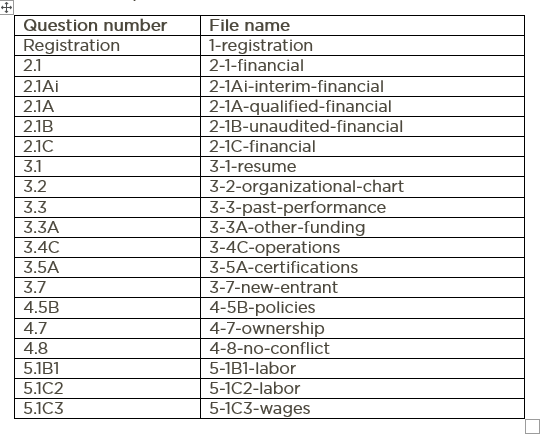 Question number File name
Registration 1-registration
2.1 2-1-financial
2.1Ai 2-1Ai-interim-financial
2.1A 2-1A-qualified-financial
2.1B 2-1B-unaudited-financial
2.1C 2-1C-financial
3.1 3-1-resume
3.2 3-2-organizational-chart
3.3 3-3-past-performance
3.3A 3-3A-other-funding
3.4C 3-4C-operations
3.5A 3-5A-certifications
3.7 3-7-new-entrant
4.5B 4-5B-policies
4.7 4-7-ownership
4.8 4-8-no-conflict
5.1B1 5-1B1-labor
5.1C2 5-1C2-labor
5.1C3 5-1C3-wages